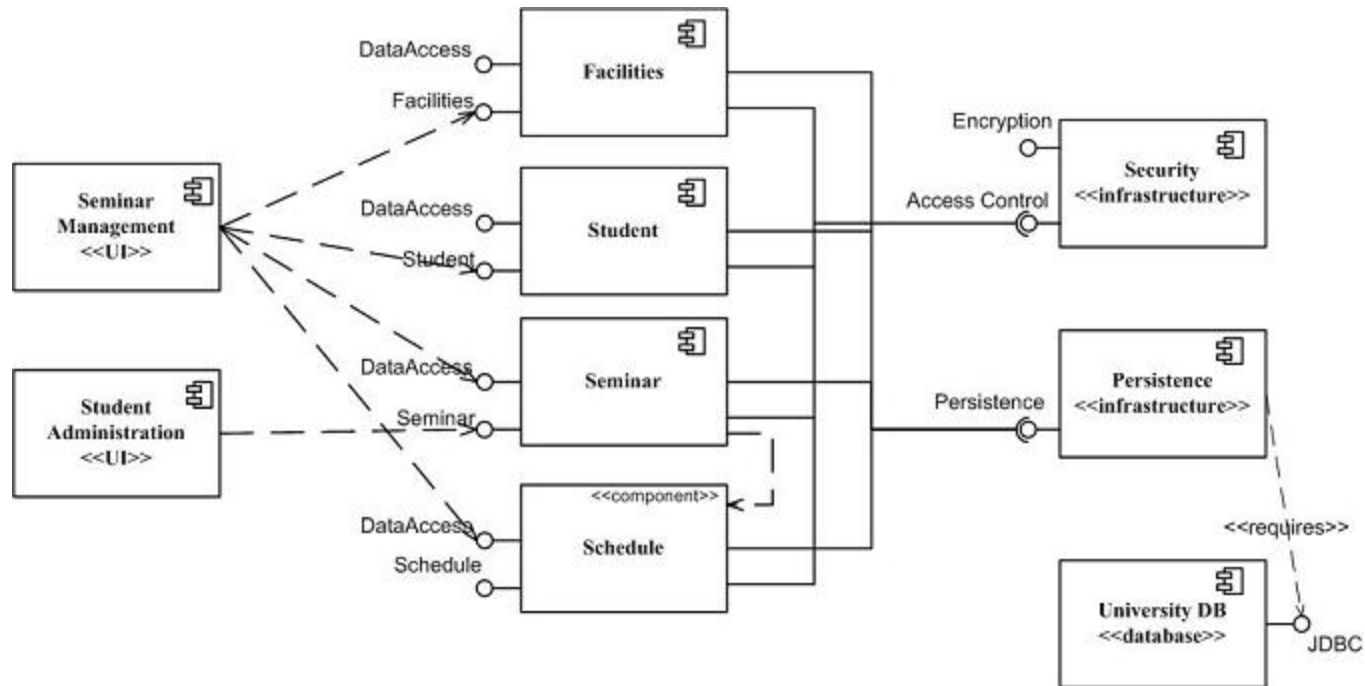 DataAccess
Facilities
Facilities
Encryption
Security
<<infrastructure>>
Access Control
Seminar
Management
<<UI>>
DataAccess
Student
Student
DataAccess
Seminar
Seminar
Persistence
Persistence
<<infrastructure>>
Student
Administration
<<UI>>
<<component>>
DataAccess
Schedule
Schedule
<<requires>>
University DB
<<database>>
JDBC